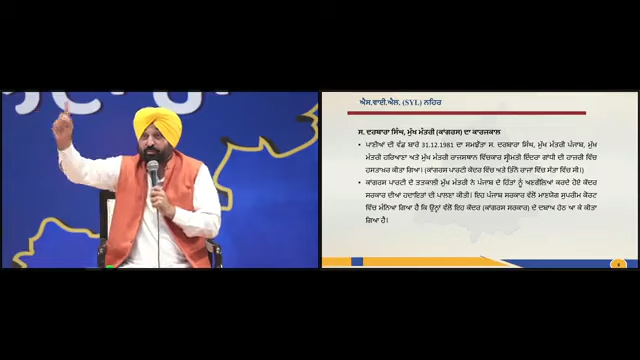 ਐਸ.ਵਾਈ.ਐਲ. (SYL) ਨਹਿਰ
ਸ. ਦਰਬਾਰਾ ਸਿੰਘ, ਮੁੱਖ ਮੰਤਰੀ (ਕਾਂਗਰਸ) ਦਾ ਕਾਰਜਕਾਲ
• ਪਾਣੀਆਂ ਦੀ ਵੰਡ ਬਾਰੇ 31.12.1981 ਦਾ ਸਮਝੌਤਾ ਸ. ਦਰਬਾਰਾ ਸਿੰਘ, ਮੁੱਖ ਮੰਤਰੀ ਪੰਜਾਬ, ਮੁੱਖ
ਮੰਤਰੀ ਹਰਿਆਣਾ ਅਤੇ ਮੁੱਖ ਮੰਤਰੀ ਰਾਜਸਥਾਨ ਵਿੱਚਕਾਰ ਸ਼੍ਰੀਮਤੀ ਇੰਦਰਾ ਗਾਂਧੀ ਦੀ ਹਾਜ਼ਰੀ ਵਿੱਚ
ਹਸਤਾਖਰ ਕੀਤਾ ਗਿਆ। (ਕਾਂਗਰਸ ਪਾਰਟੀ ਕੇਂਦਰ ਵਿੱਚ ਅਤੇ ਤਿੰਨੋਂ ਰਾਜਾਂ ਵਿੱਚ ਸੱਤਾ ਵਿੱਚ ਸੀ।)
• ਕਾਂਗਰਸ ਪਾਰਟੀ ਦੇ ਤਤਕਾਲੀ ਮੁੱਖ ਮੰਤਰੀ ਨੇ ਪੰਜਾਬ ਦੇ ਹਿੱਤਾਂ ਨੂੰ ਅਣਗੌਲਿਆਂ ਕਰਦੇ ਹੋਏ ਕੇਂਦਰ
ਸਰਕਾਰ ਦੀਆਂ ਹਦਾਇਤਾਂ ਦੀ ਪਾਲਣਾ ਕੀਤੀ। ਇਹ ਪੰਜਾਬ ਸਰਕਾਰ ਵੱਲੋਂ ਮਾਣਯੋਗ ਸੁਪਰੀਮ ਕੋਰਟ
ਵਿੱਚ ਮੰਨਿਆ ਗਿਆ ਹੈ ਕਿ ਉਨ੍ਹਾਂ ਵੱਲੋਂ ਇਹ ਕੇਂਦਰ (ਕਾਂਗਰਸ ਸਰਕਾਰ) ਦੇ ਦਬਾਅ ਹੇਠ ਆ ਕੇ ਕੀਤਾ
ਗਿਆ ਹੈ।